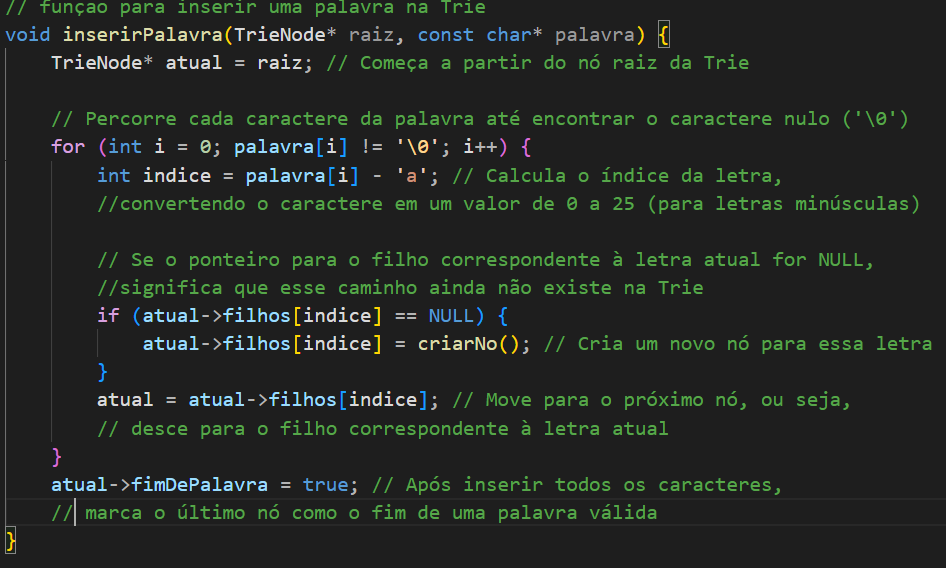 // função para inserir uma palavra na Trie
void inserirPalavra(TrieNode* raiz, const char* palavra) {
    TrieNode* atual = raiz; // Começa a partir do nó raiz da Trie

    // Percorre cada caractere da palavra até encontrar o caractere nulo ('\0')
    for (int i = 0; palavra[i] != '\0'; i++) {
        int indice = palavra[i] - 'a'; // Calcula o índice da letra,
        //convertendo o caractere em um valor de 0 a 25 (para letras minúsculas)

        // Se o ponteiro para o filho correspondente à letra atual for NULL,
        //significa que esse caminho ainda não existe na Trie
        if (atual->filhos[indice] == NULL) {
            atual->filhos[indice] = criarNo(); // Cria um novo nó para essa letra
        }
        atual = atual->filhos[indice]; // Move para o próximo nó, ou seja,
        // desce para o filho correspondente à letra atual
    }
    atual->fimDePalavra = true; // Após inserir todos os caracteres,
    // marca o último nó como o fim de uma palavra válida
}